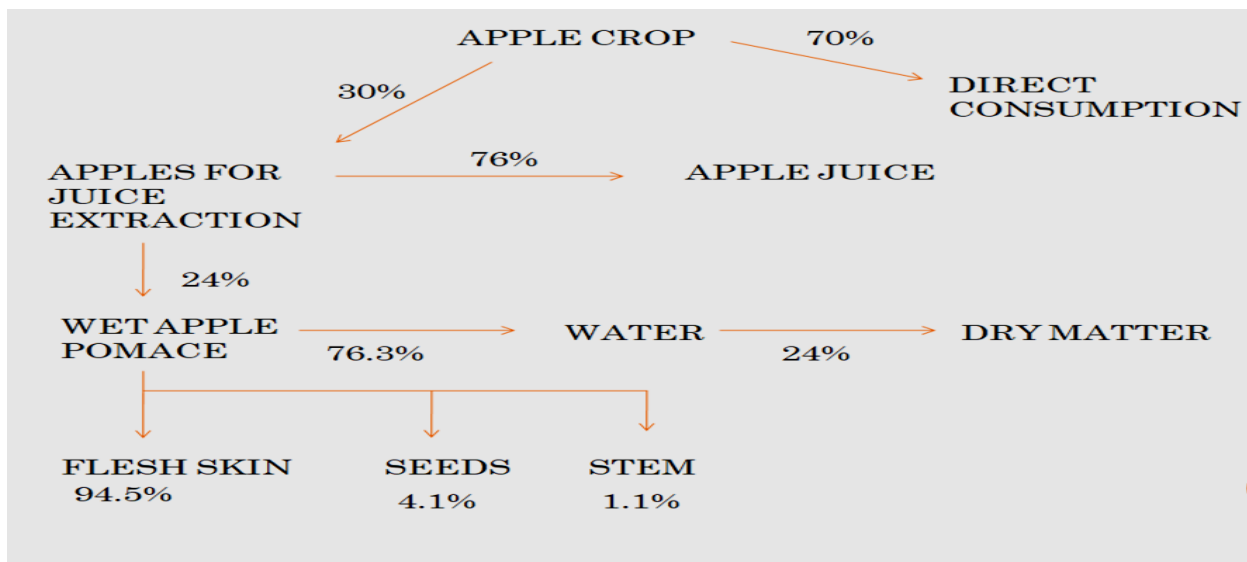 APPLE CROP
70%
DIRECT
CONSUMPTION
30%
APPLES FOR
JUICE
EXTRACTION
76%
APPLE JUICE
24%
WET APPLE
POMACE
76.3%
WATER
24%
DRY MATTER
FLESH SKIN
94.5%
SEEDS
4.1%
STEM
1.1%